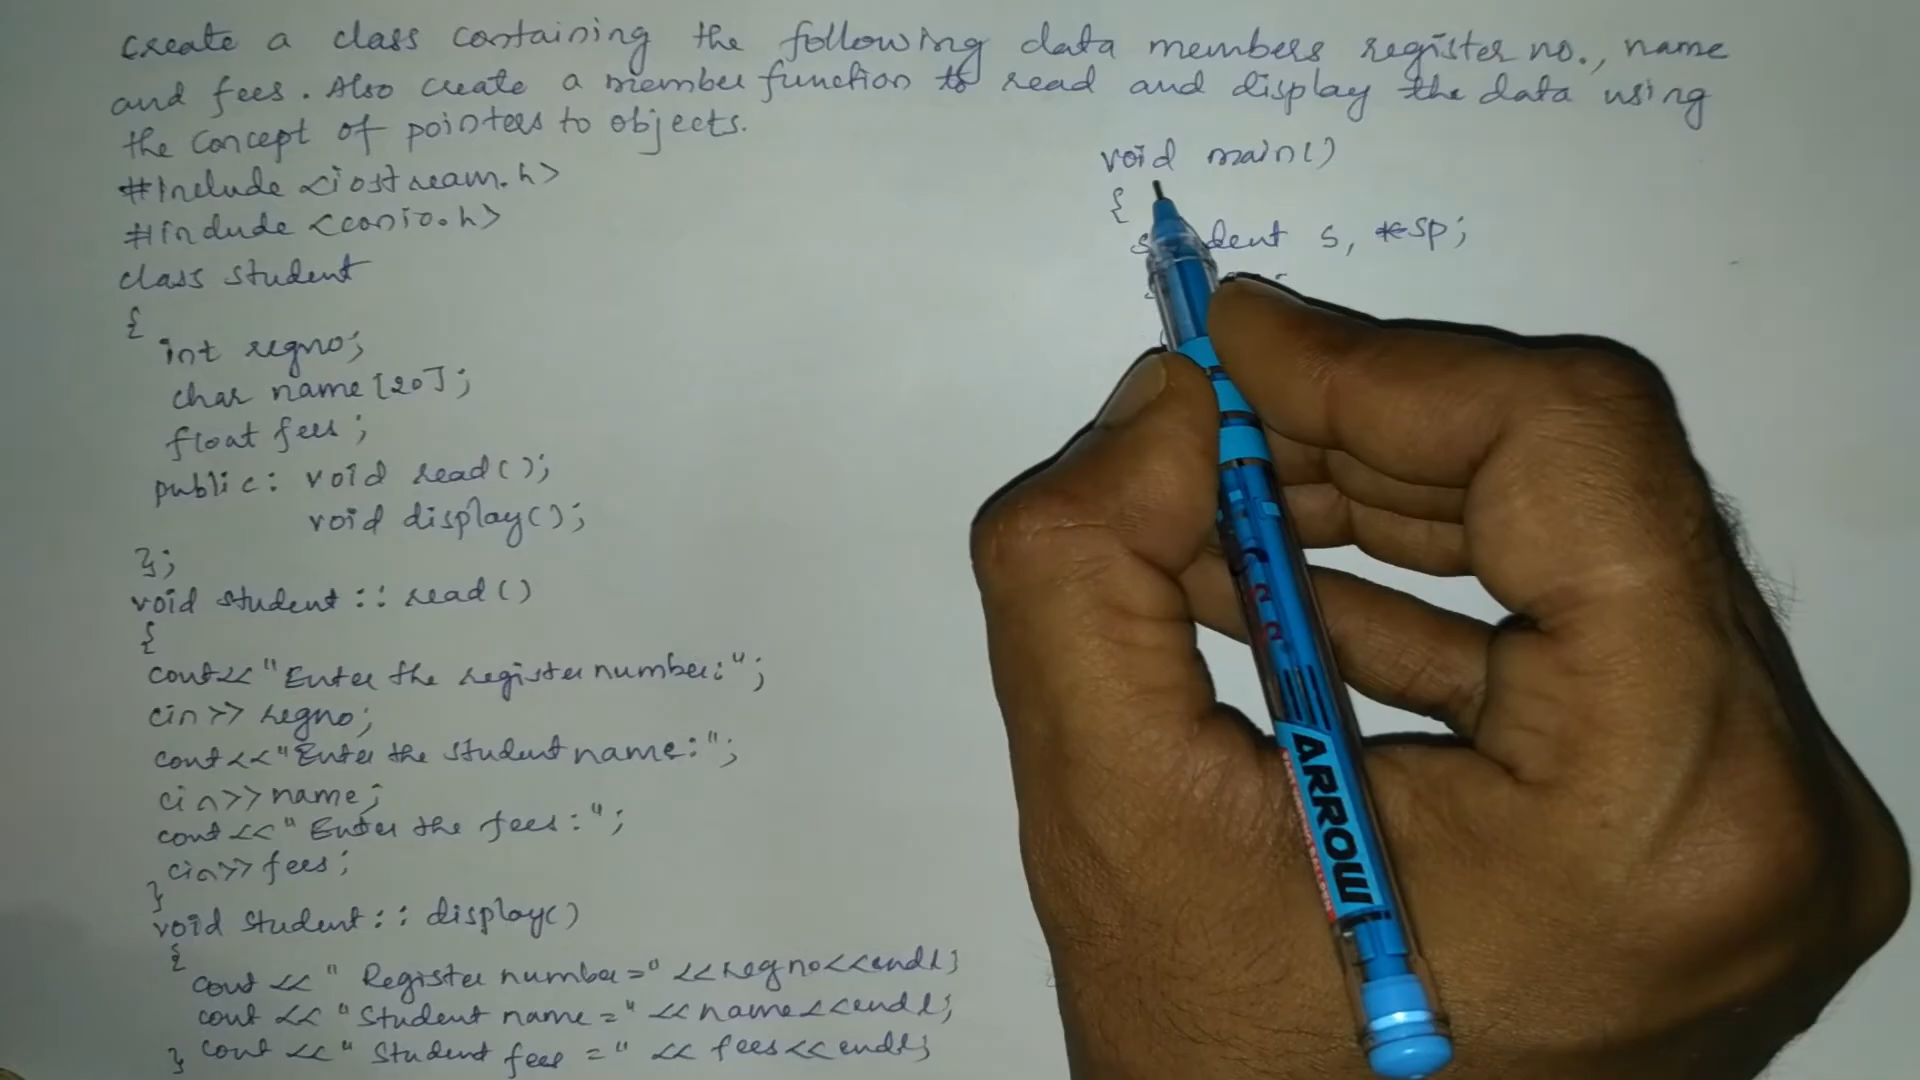 Create a class containing the following data members register no., name
and fees. Also create a member function to read and display the data using
the concept of pointers to objects.
#include <iostream.h>
#include <conio.h>
class student
{
int regno;
char name[20];
float fees;
public: void read();
void display();
};
void student :: read()
{
cout<<"Enter the register number:";
cin>> regno;
cout<<"Enter the student name:";
cin>>name;
cout<<"Enter the fees:";
cin>>fees;
}
void student :: display()
{
cout << "Register number=" <<regno<<endl;
cout << "Student name=" <<name<<endl;
} cout << "Student fees =" << fees<<endl;
void main()
{
s, *sp;
ARROW